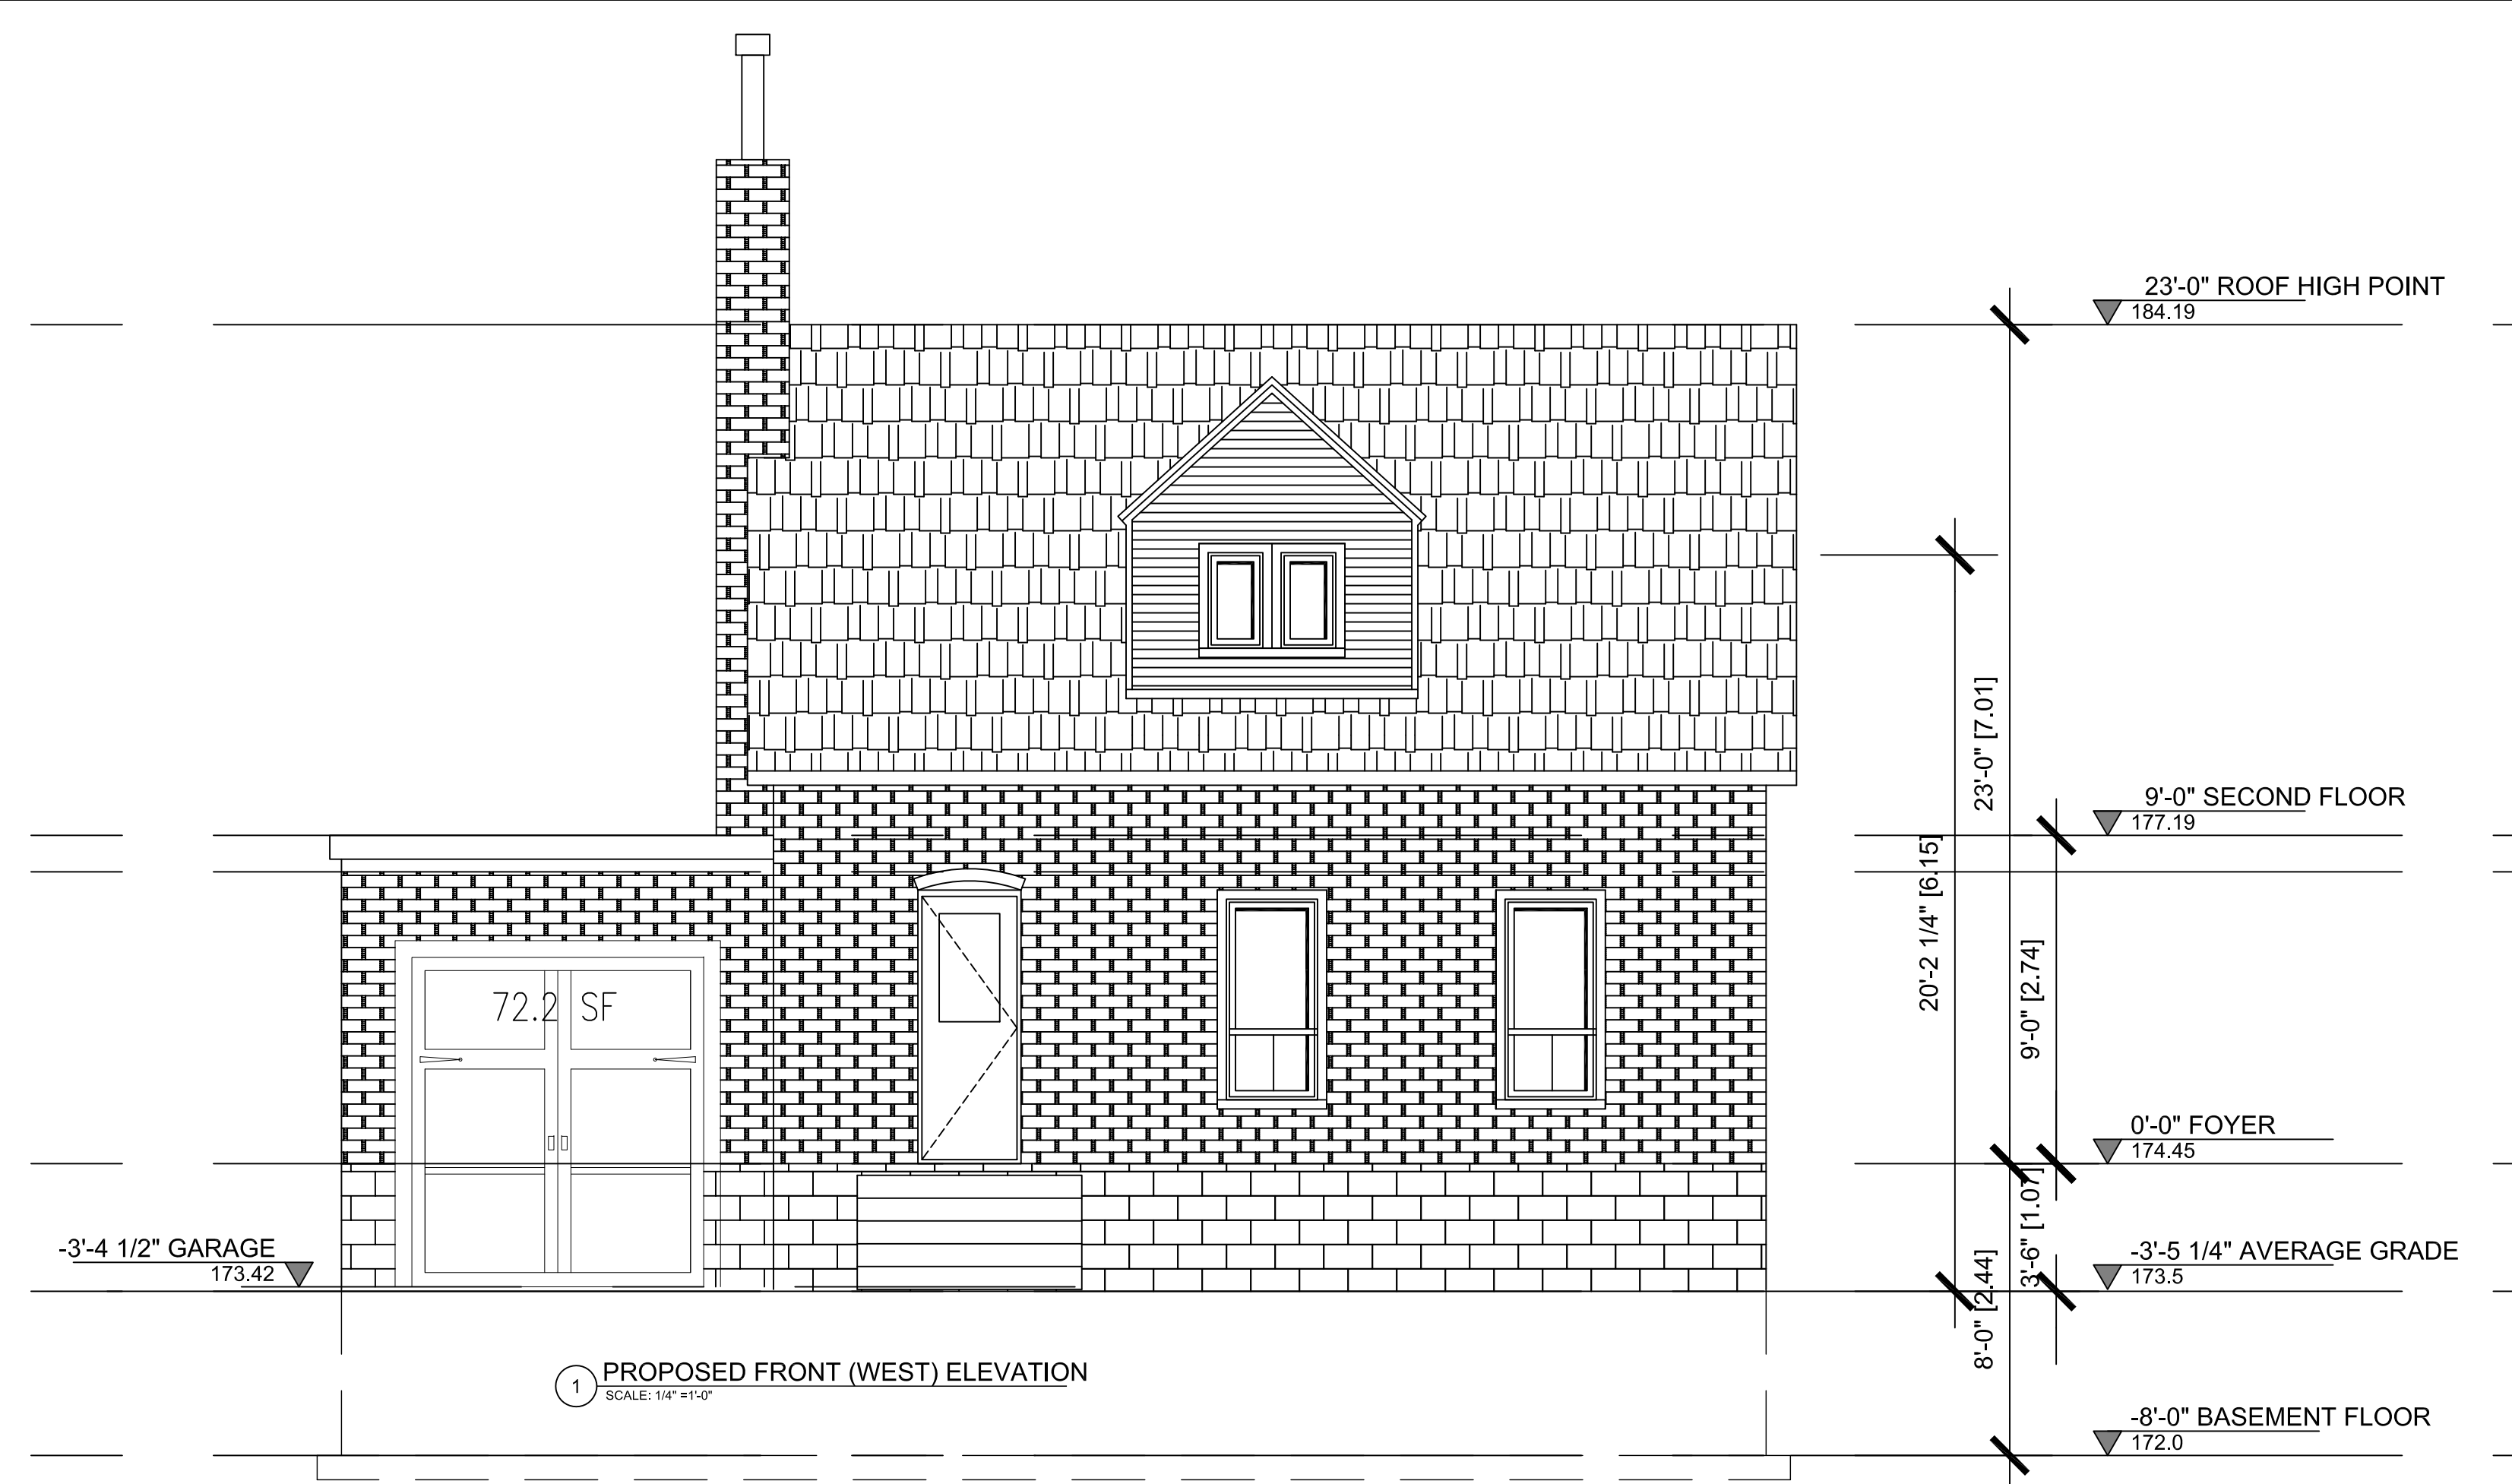 23'-0" ROOF HIGH POINT
184.19
23'-0" [7.01]
9'-0" SECOND FLOOR
177.19
20'-2 1/4" [6.15]
9'-0" [2.74]
72.2 SF
0'-0" FOYER
174.45
3'-6" [1.07]
-3'-4 1/2" GARAGE
173.42
-3'-5 1/4" AVERAGE GRADE
173.5
8'-0" [2.44]
1 PROPOSED FRONT (WEST) ELEVATION
SCALE: 1/4" =1'-0"
-8'-0" BASEMENT FLOOR
172.0